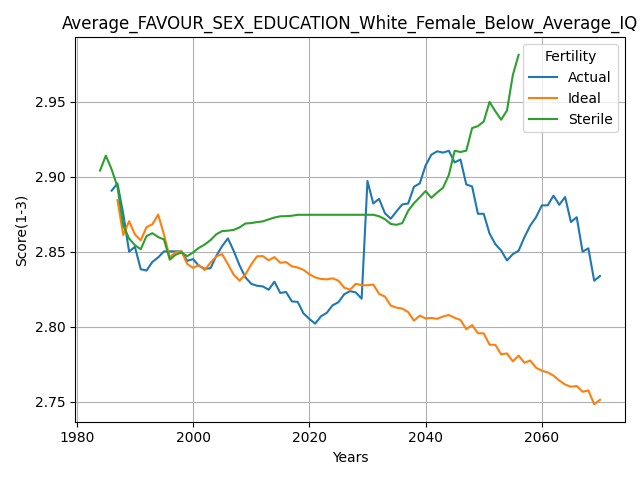 Average_FAVOUR_SEX_EDUCATION_White_Female_Below_Average_IQ
Fertility
Actual
Ideal
Sterile
Score(1-3)
2.95
2.90
2.85
2.80
2.75
1980
2000
2020
2040
2060
Years